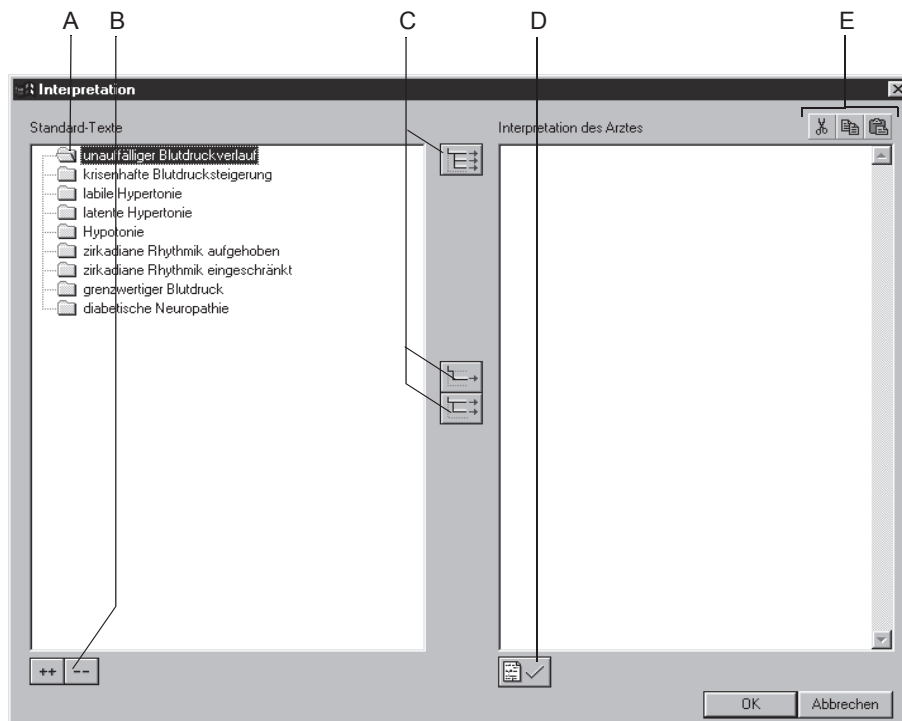 A B C D E
Interpretation
Standard-Texte
Interpretation des Arztes
unauffälliger Blutdruckverlauf
krisenhafte Blutdrucksteigerung
labile Hypertonie
latente Hypertonie
Hypotonie
zirkadiane Rhythmik aufgehoben
zirkadiane Rhythmik eingeschränkt
grenzwertiger Blutdruck
diabetische Neuropathie
++ --
OK Abbrechen